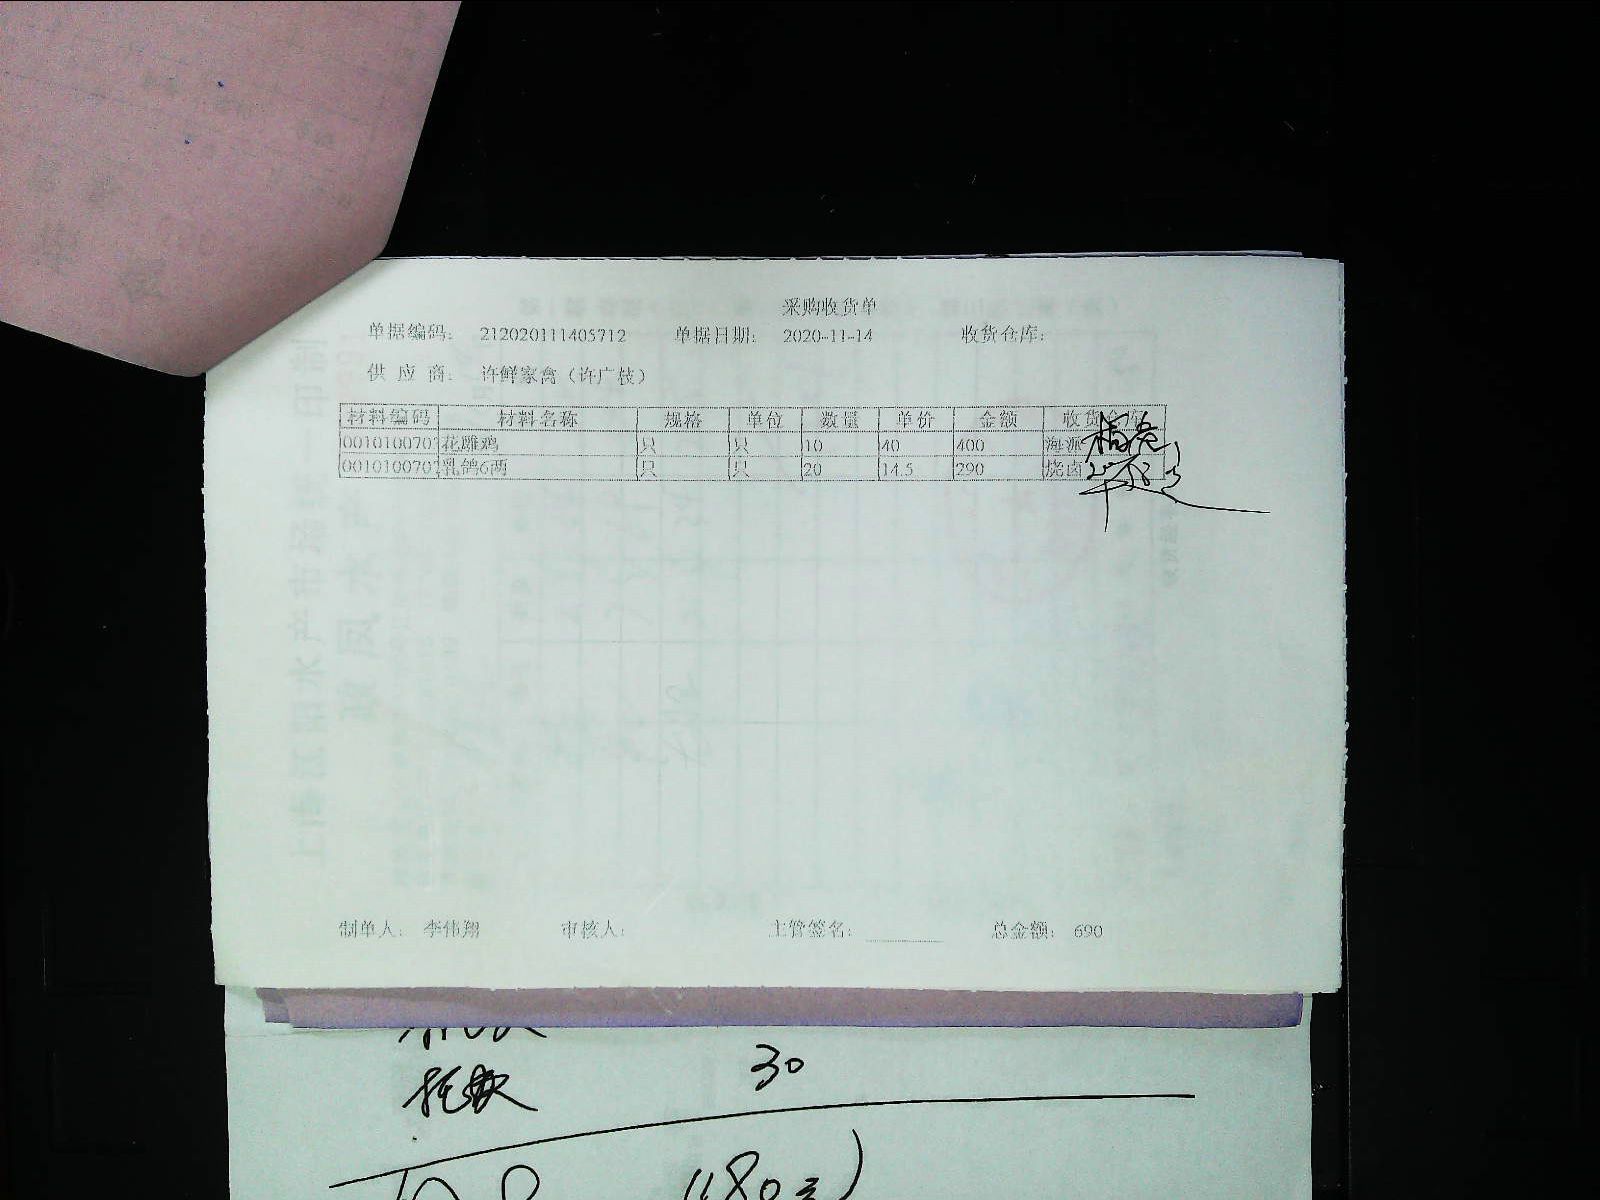 采购收货单
单据编码： 212020111405712 单据日期： 2020-11-14 收货仓库：
供 应 商： 许鲜家禽（许广枝）
材料编码 材料名称 规格 单位 数量 单价 金额 收货仓库
0010100707 花雕鸡 只 只 10 40 400 海派
0010100707 乳鸽6两 只 只 20 14.5 290 烧卤
制单人： 李伟翔 审核人： 主管签名： 总金额： 690
30